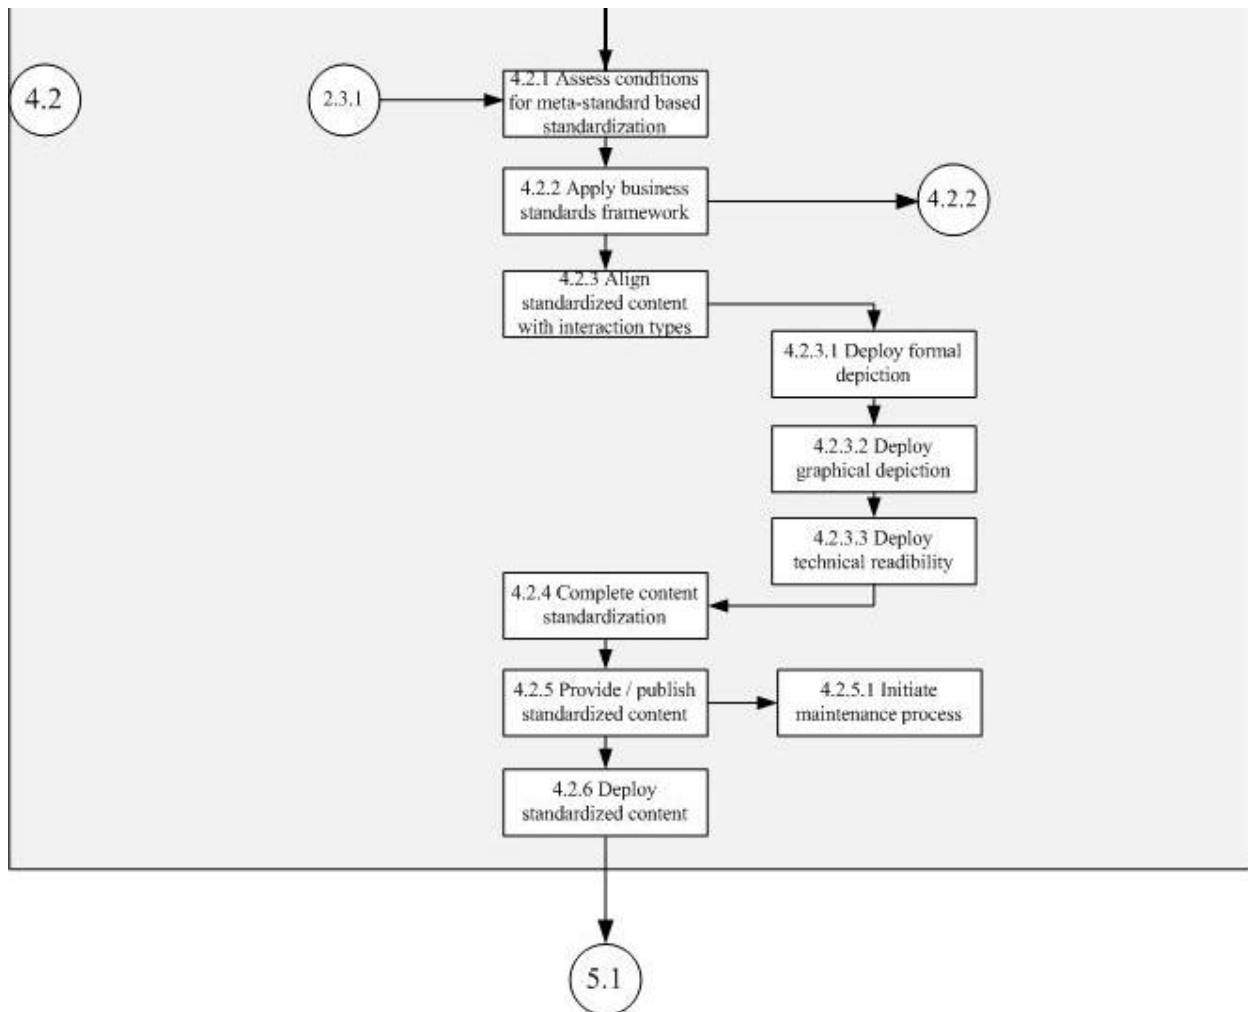 4.2
2.3.1
4.2.1 Assess conditions
for meta-standard based
standardization
4.2.2 Apply business
standards framework
4.2.2
4.2.3 Align
standardized content
with interaction types
4.2.3.1 Deploy formal
depiction
4.2.3.2 Deploy
graphical depiction
4.2.3.3 Deploy
technical readibility
4.2.4 Complete content
standardization
4.2.5 Provide / publish
standardized content
4.2.5.1 Initiate
maintenance process
4.2.6 Deploy
standardized content
5.1